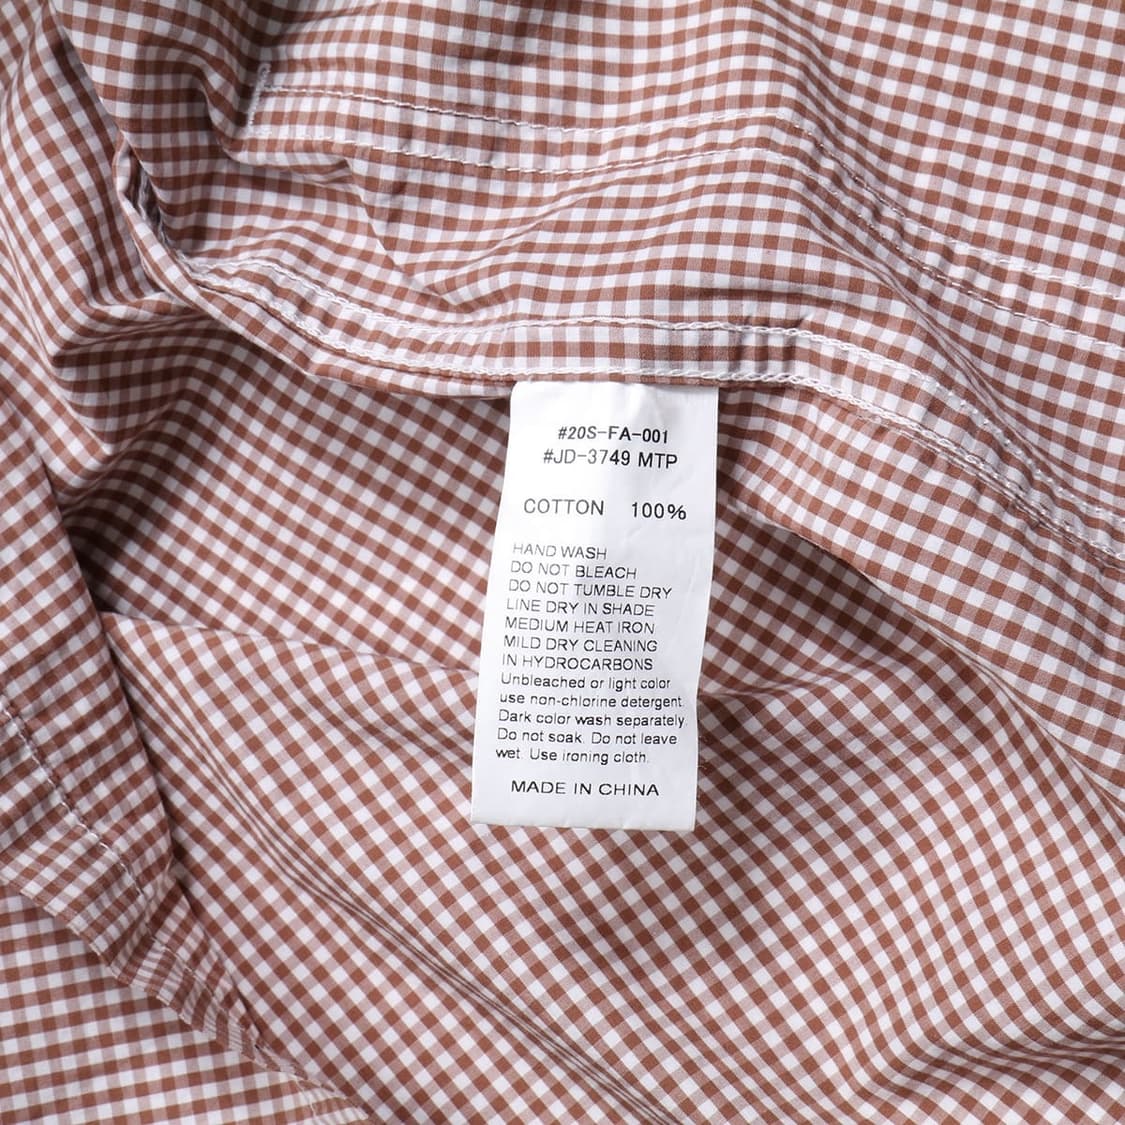 #20S-FA-001
#JD-3749 MTP
COTTON 100%
HAND WASH
DO NOT BLEACH
DO NOT TUMBLE DRY
LINE DRY IN SHADE
MEDIUM HEAT IRON
MILD DRY CLEANING
IN HYDROCARBONS
Unbleached or light color
use non-chlorine detergent.
Dark color wash separately.
Do not soak. Do not leave
wet. Use ironing cloth.
MADE IN CHINA